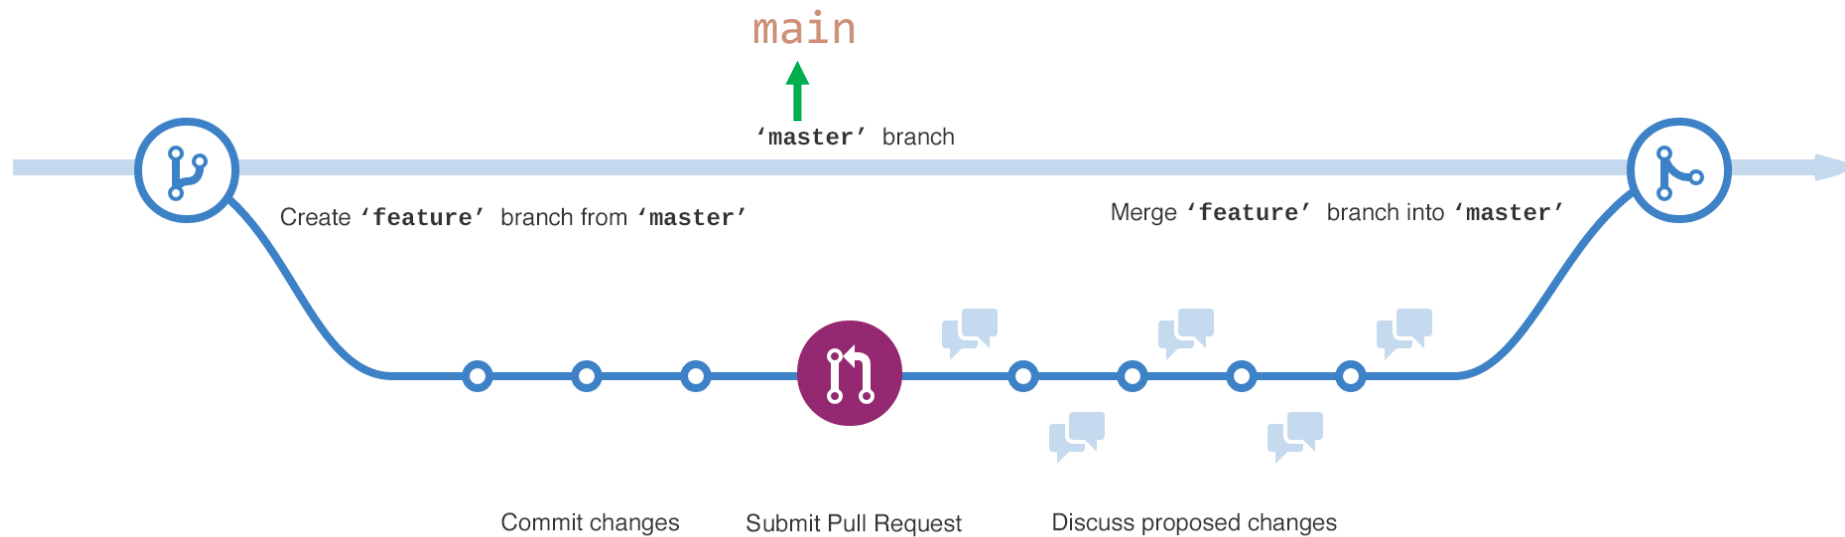 main
‘master’ branch
Create ‘feature’ branch from ‘master’
Merge ‘feature’ branch into ‘master’
Commit changes
Submit Pull Request
Discuss proposed changes